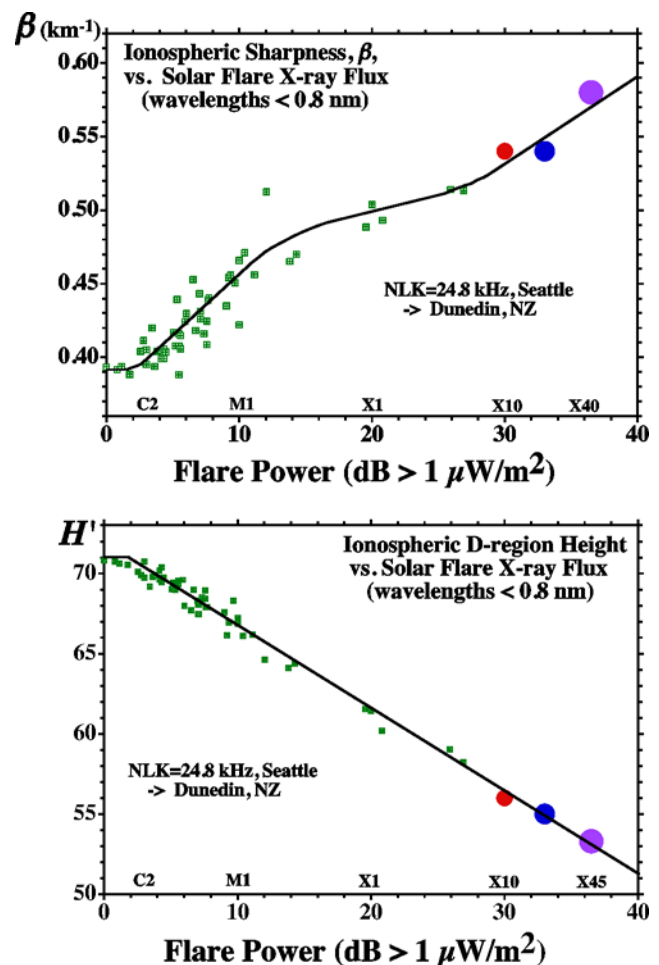 β (km⁻¹)
Ionospheric Sharpness, β,
vs. Solar Flare X-ray Flux
(wavelengths < 0.8 nm)
0.60
0.55
0.50
0.45
0.40
NLK=24.8 kHz, Seattle
-> Dunedin, NZ
C2 M1 X1 X10 X40
0 10 20 30 40
Flare Power (dB > 1 μW/m²)
H'
Ionospheric D-region Height
vs. Solar Flare X-ray Flux
(wavelengths < 0.8 nm)
70
65
60
55
50
NLK=24.8 kHz, Seattle
-> Dunedin, NZ
C2 M1 X1 X10 X45
0 10 20 30 40
Flare Power (dB > 1 μW/m²)